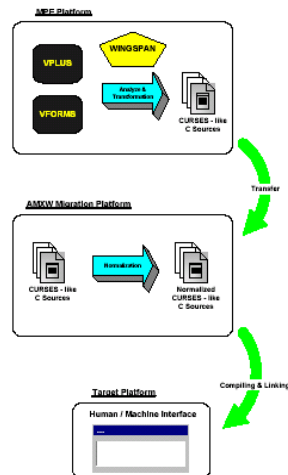 MPE Platform
WINGSPAN
VPLUS
VFORMS
Analyze &
Transformation
CURSES - like
C Sources
Transfer
AMXW Migration Platform
Normalization
CURSES - like
C Sources
Normalized
CURSES - like
C Sources
Compiling & Linking
Target Platform
Human / Machine Interface